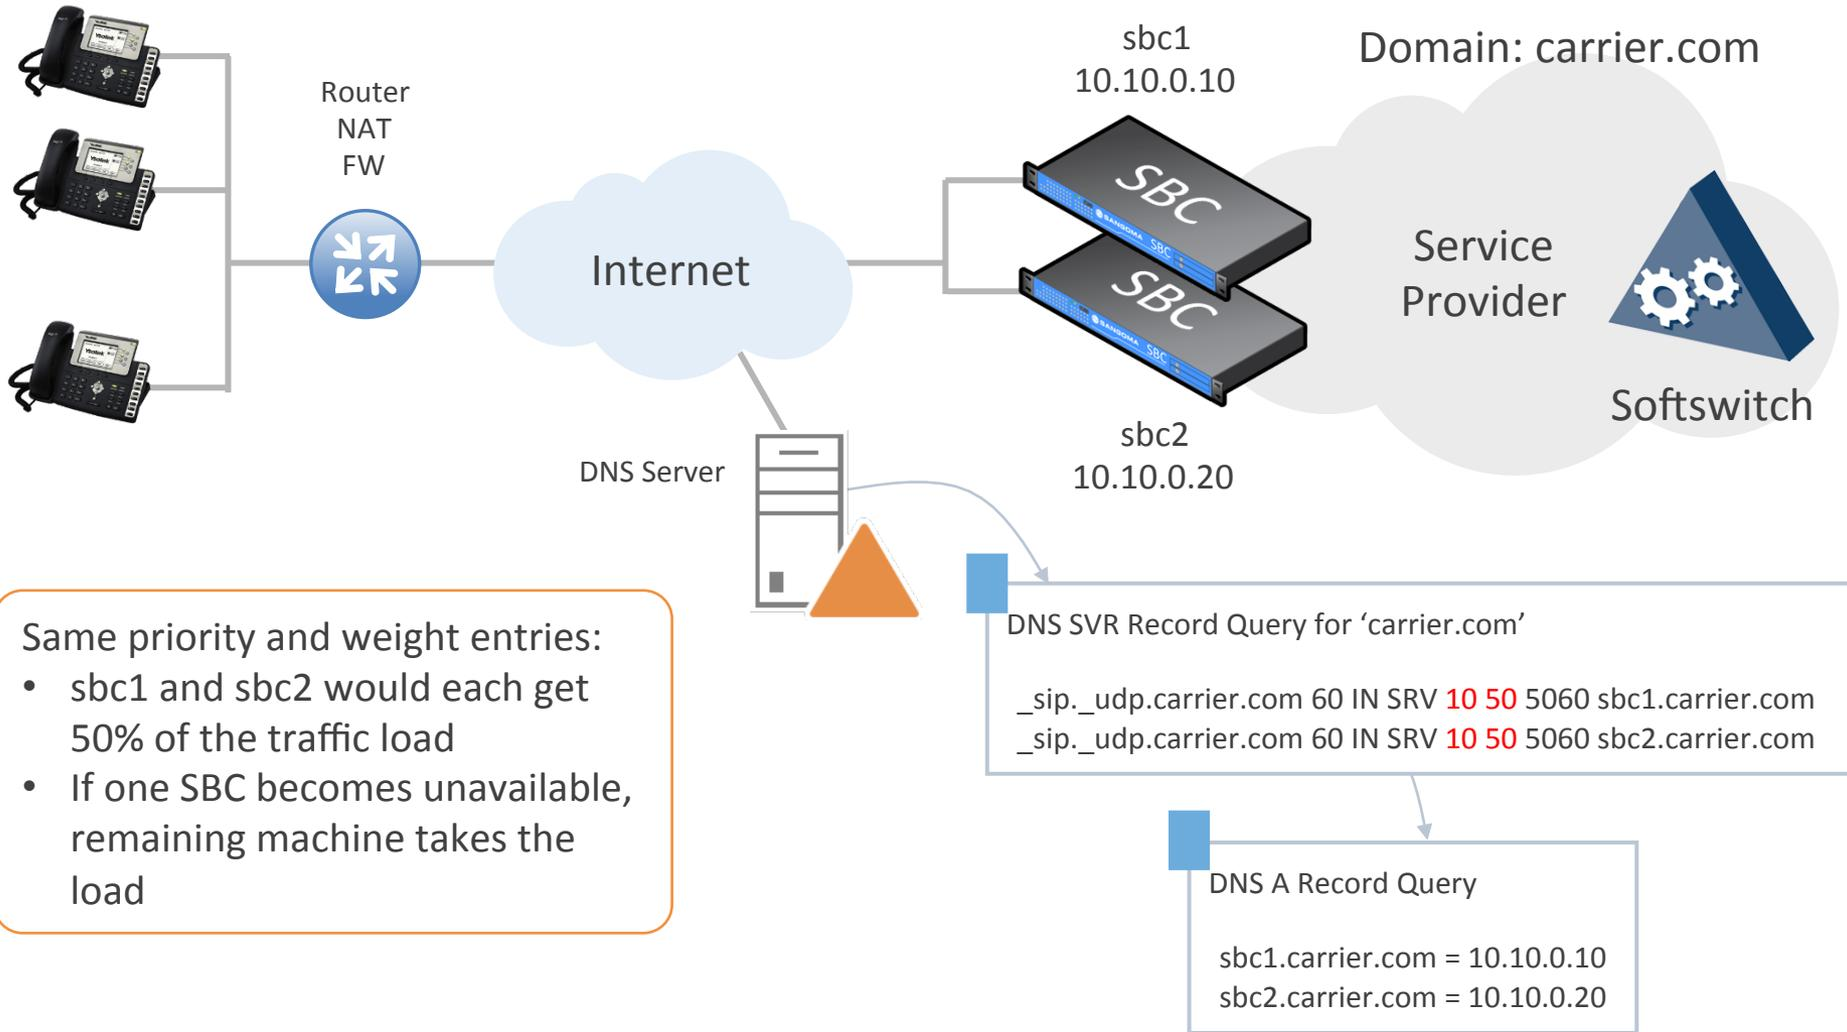 sbc1
10.10.0.10
Domain: carrier.com
Router
NAT
FW
Internet
SBC
SANGOMA SBC
SBC
SANGOMA SBC
Service
Provider
Softswitch
sbc2
10.10.0.20
DNS Server
Same priority and weight entries:
• sbc1 and sbc2 would each get
50% of the traffic load
• If one SBC becomes unavailable,
remaining machine takes the
load
DNS SVR Record Query for ‘carrier.com’
_sip._udp.carrier.com 60 IN SRV 10 50 5060 sbc1.carrier.com
_sip._udp.carrier.com 60 IN SRV 10 50 5060 sbc2.carrier.com
DNS A Record Query
sbc1.carrier.com = 10.10.0.10
sbc2.carrier.com = 10.10.0.20